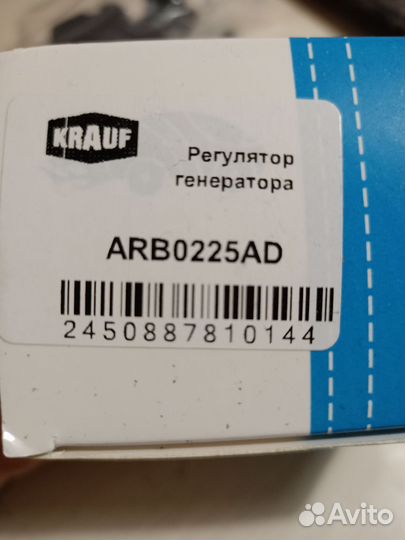 KRAUF
Регулятор
генератора
ARB0225AD
2450887810144
Avito